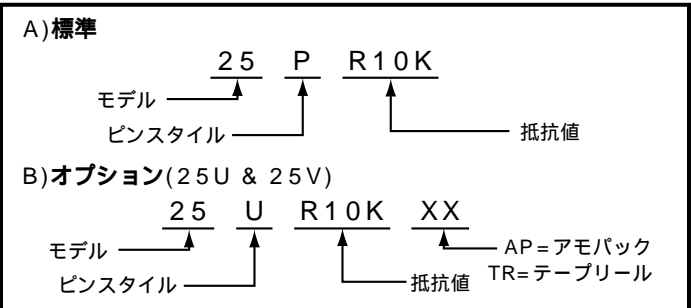 A)標準
25 P R10K
モデル
ピンスタイル 抵抗値
B)オプション(25U & 25V)
25 U R10K XX
モデル AP=アモパック
ピンスタイル 抵抗値 TR=テープリール